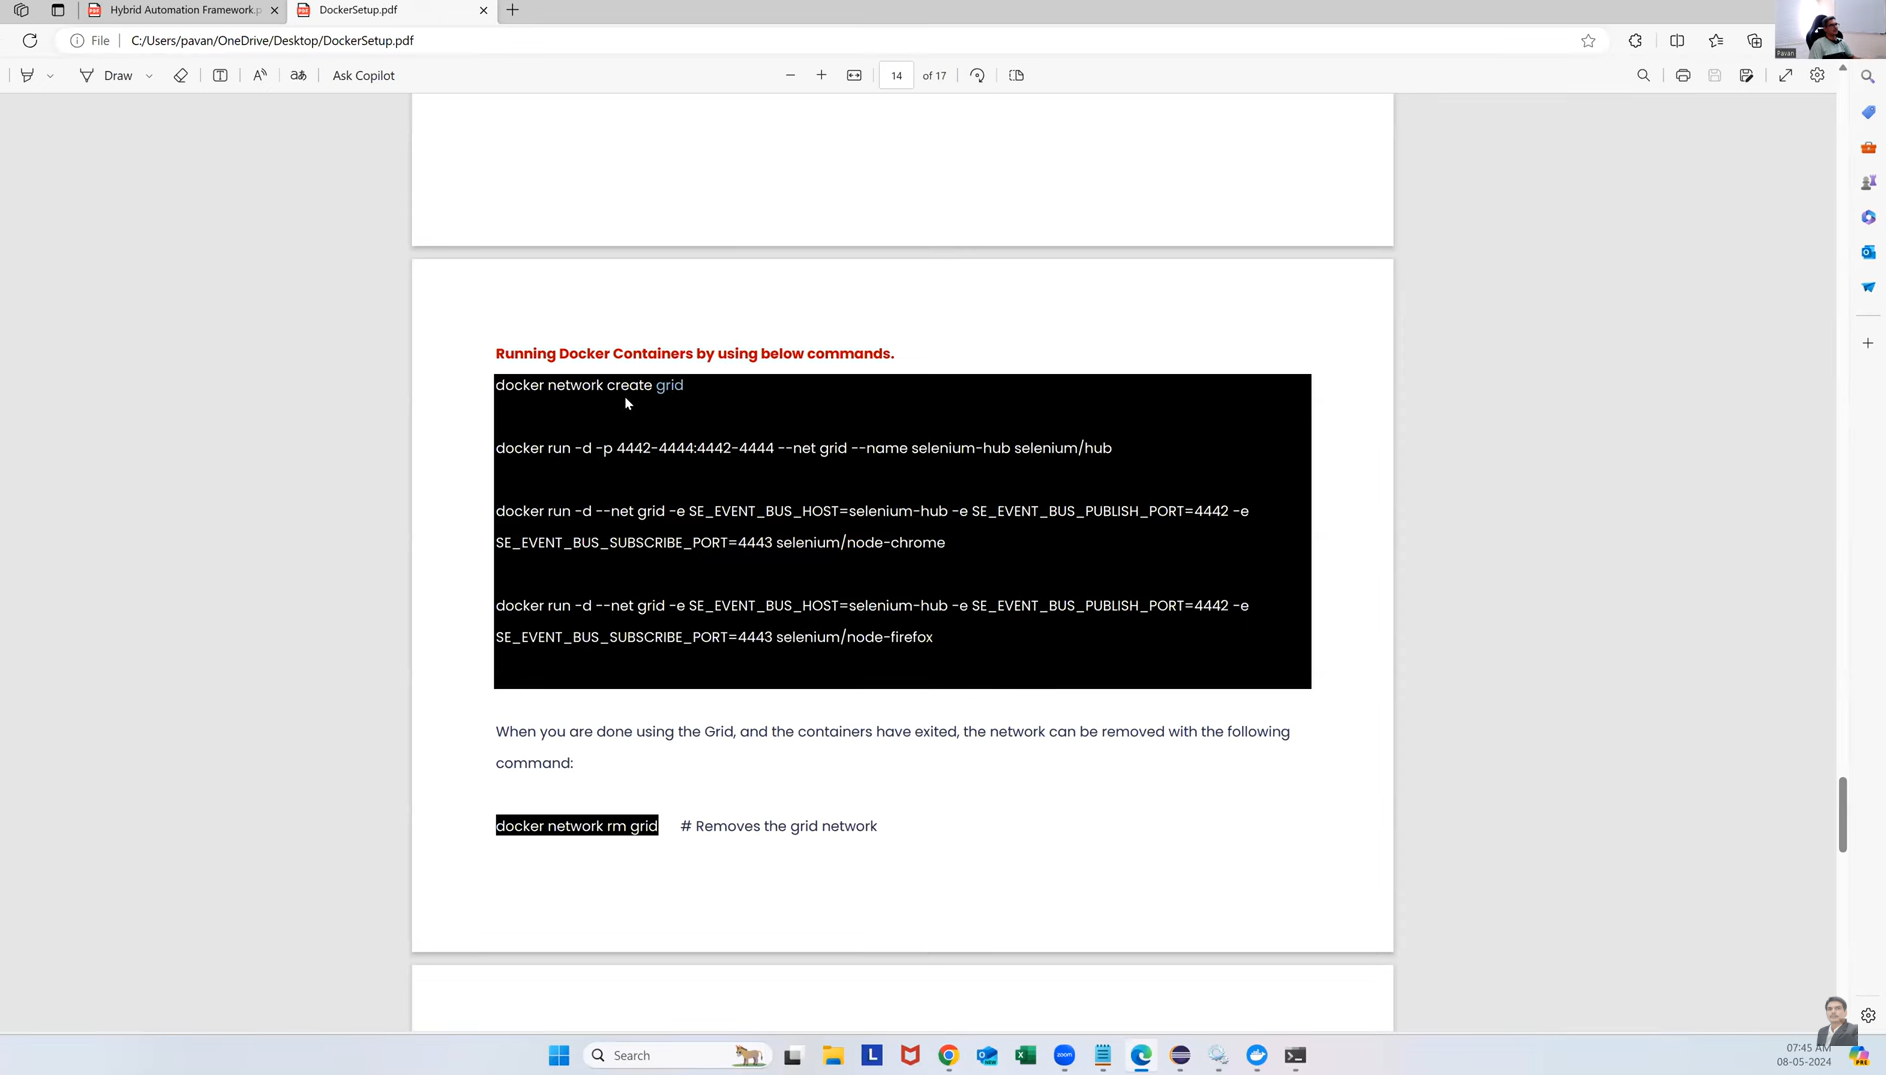 Hybrid Automation Framework.p
DockerSetup.pdf
File
C:/Users/pavan/OneDrive/Desktop/DockerSetup.pdf
Pavan
Draw
aあ
Ask Copilot
14
of 17
Running Docker Containers by using below commands.
docker network create grid
docker run -d -p 4442-4444:4442-4444 --net grid --name selenium-hub selenium/hub
docker run -d --net grid -e SE_EVENT_BUS_HOST=selenium-hub -e SE_EVENT_BUS_PUBLISH_PORT=4442 -e
SE_EVENT_BUS_SUBSCRIBE_PORT=4443 selenium/node-chrome
docker run -d --net grid -e SE_EVENT_BUS_HOST=selenium-hub -e SE_EVENT_BUS_PUBLISH_PORT=4442 -e
SE_EVENT_BUS_SUBSCRIBE_PORT=4443 selenium/node-firefox
When you are done using the Grid, and the containers have exited, the network can be removed with the following
command:
docker network rm grid # Removes the grid network
Search
L
zoom
07:45 AM
08-05-2024
PRE